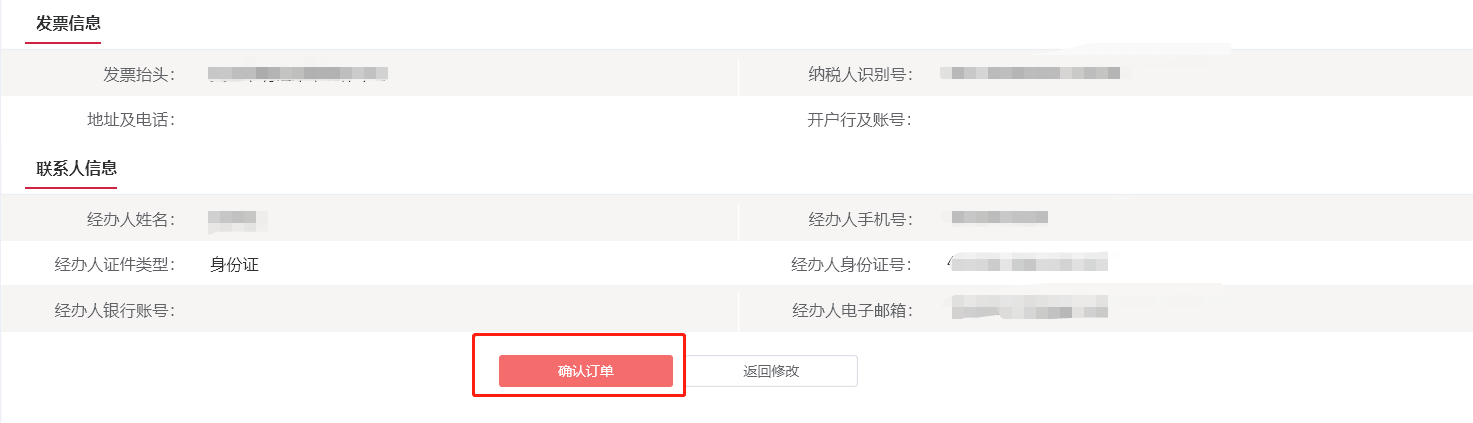 发票信息
发票抬头： 纳税人识别号：
地址及电话： 开户行及账号：
联系人信息
经办人姓名： 经办人手机号：
经办人证件类型： 身份证 经办人身份证号：
经办人银行账号： 经办人电子邮箱：
确认订单 返回修改